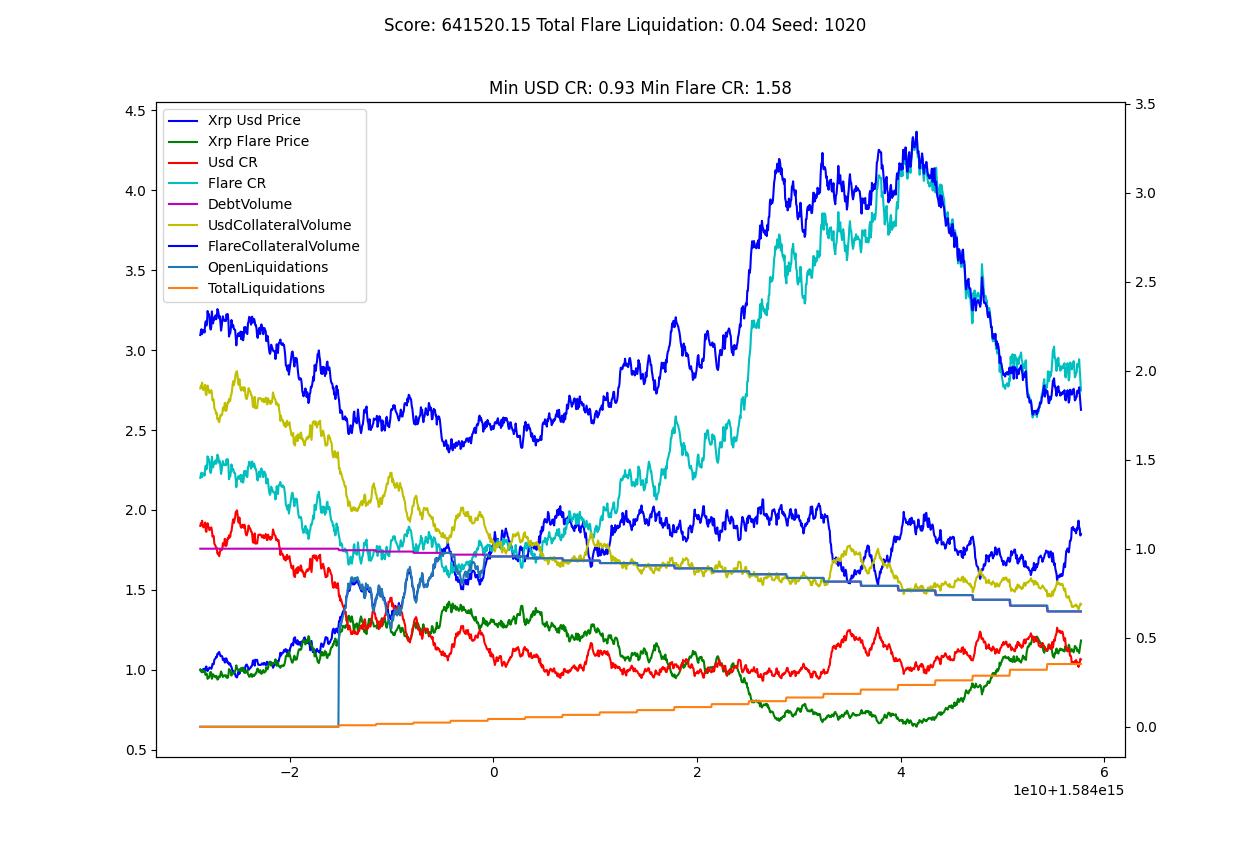 Score: 641520.15 Total Flare Liquidation: 0.04 Seed: 1020
Min USD CR: 0.93 Min Flare CR: 1.58
4.5
4.0
3.5
3.0
2.5
2.0
1.5
1.0
0.5
Xrp Usd Price
Xrp Flare Price
Usd CR
Flare CR
DebtVolume
UsdCollateralVolume
FlareCollateralVolume
OpenLiquidations
TotalLiquidations
3.5
3.0
2.5
2.0
1.5
1.0
0.5
0.0
−2 0 2 4 6
1e10+1.584e15